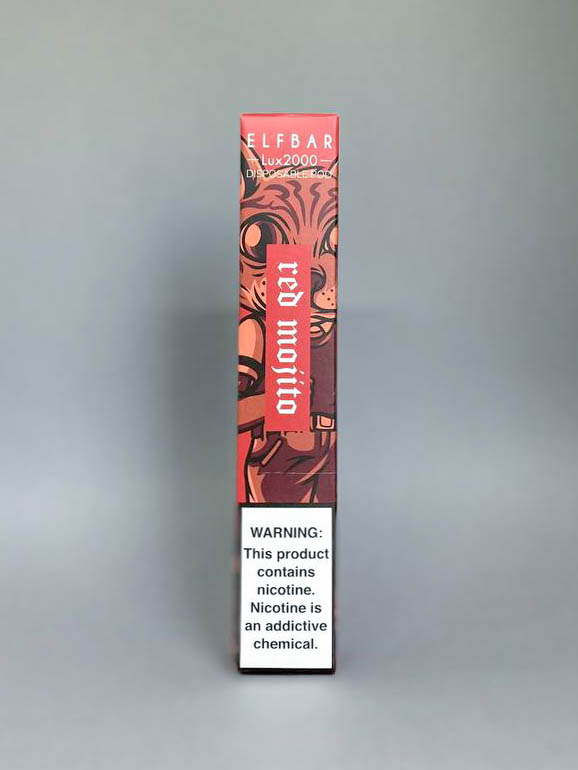 ELFBAR
Lux2000
DISPOSABLE POD
red mojito
WARNING:
This product
contains
nicotine.
Nicotine is
an addictive
chemical.